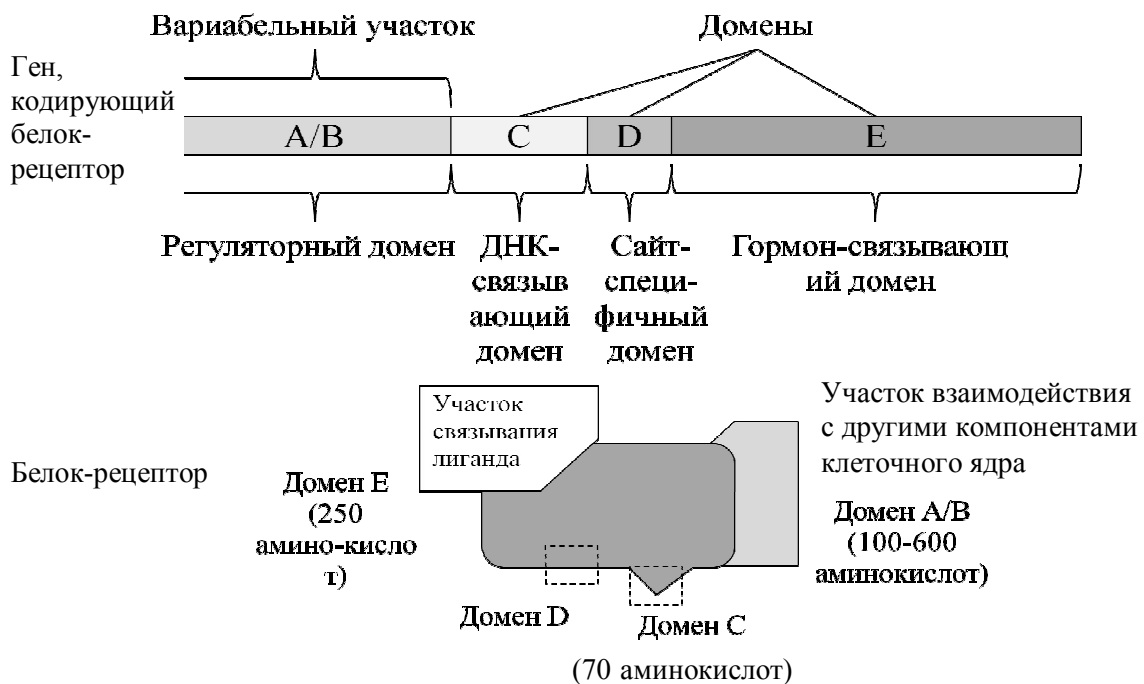 Вариабельный участок
Домены
Ген,
кодирующий
белок-
рецептор
A/B
C
D
E
Регуляторный домен
ДНК-
связыв
ающий
домен
Сайт-
специ-
фичный
домен
Гормон-связывающ
ий домен
Участок
связывания
лиганда
Участок взаимодействия
с другими компонентами
клеточного ядра
Белок-рецептор
Домен E
(250
амино-кисло
т)
Домен A/B
(100-600
аминокислот)
Домен D
Домен C
(70 аминокислот)